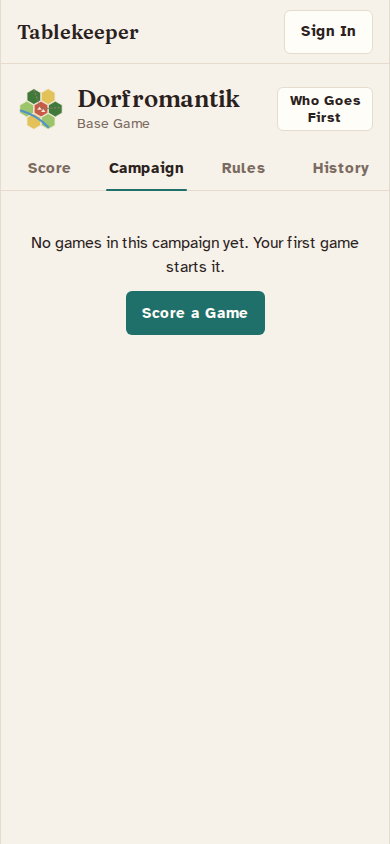 Tablekeeper
Sign In
Dorfromantik
Base Game
Who Goes
First
Score
Campaign
Rules
History
No games in this campaign yet. Your first game
starts it.
Score a Game